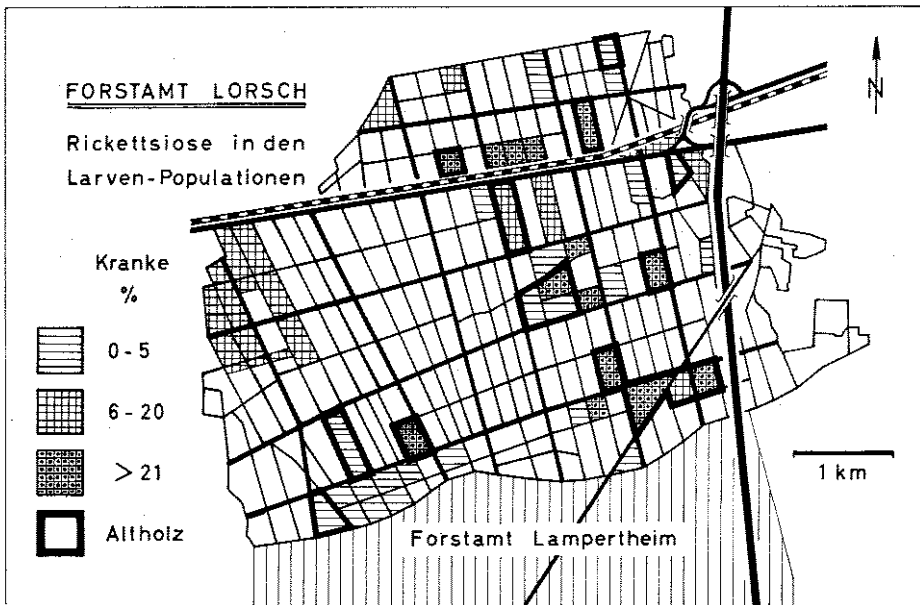 FORSTAMT LORSCH
Rickettsiose in den
Larven-Populationen
Kranke
%
0-5
6-20
>21
Altholz
N
1 km
Forstamt Lampertheim